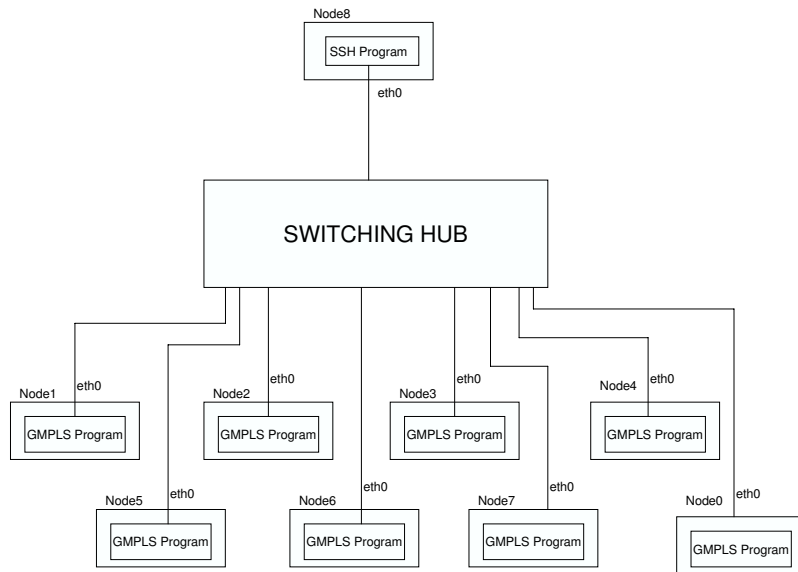 Node8
SSH Program
eth0
SWITCHING HUB
Node1
eth0
GMPLS Program
Node2
eth0
GMPLS Program
Node3
eth0
GMPLS Program
Node4
eth0
GMPLS Program
Node5
eth0
GMPLS Program
Node6
eth0
GMPLS Program
Node7
eth0
GMPLS Program
Node0
eth0
GMPLS Program